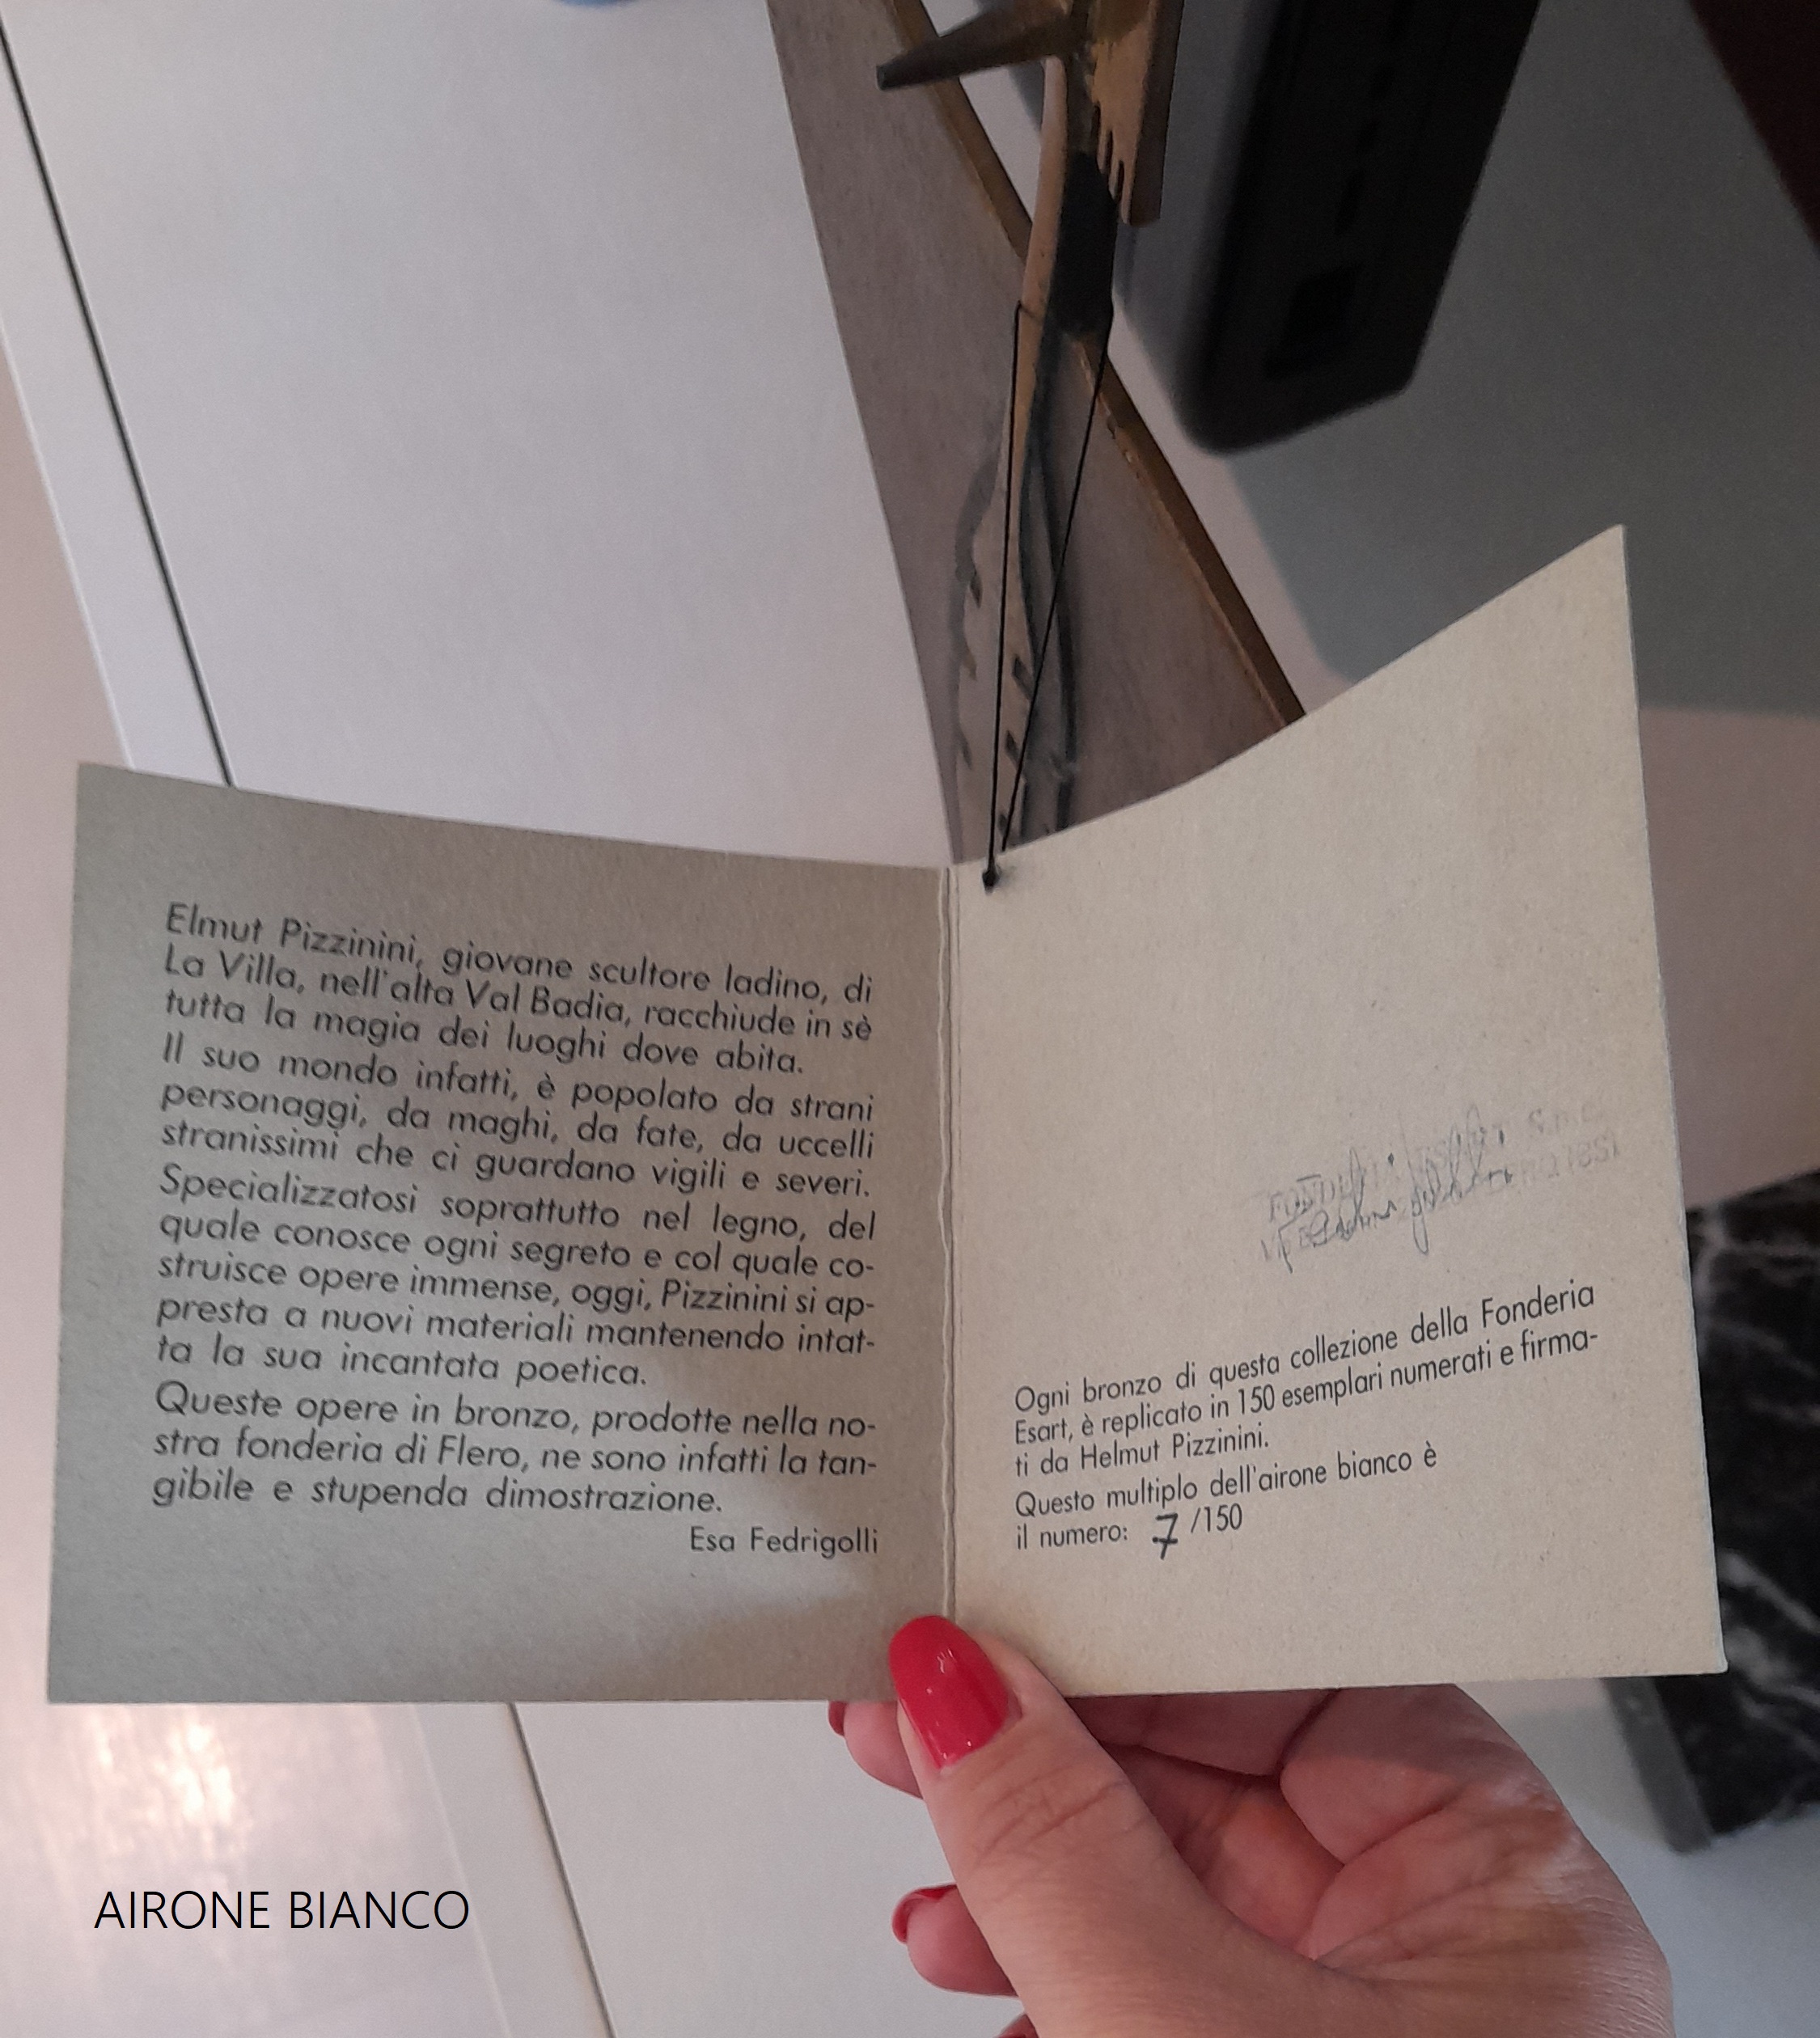 Elmut Pizzinini, giovane scultore ladino, di
La Villa, nell'alta Val Badia, racchiude in sè
tutta la magia dei luoghi dove abita.
Il suo mondo infatti, è popolato da strani
personaggi, da maghi, da fate, da uccelli
stranissimi che ci guardano vigili e severi.
Specializzatosi soprattutto nel legno, del
quale conosce ogni segreto e col quale co-
struisce opere immense, oggi, Pizzinini si ap-
presta a nuovi materiali mantenendo intat-
ta la sua incantata poetica.
Queste opere in bronzo, prodotte nella no-
stra fonderia di Flero, ne sono infatti la tan-
gibile e stupenda dimostrazione.
Esa Fedrigolli
Ogni bronzo di questa collezione della Fonderia
Esart, è replicato in 150 esemplari numerati e firma-
ti da Helmut Pizzinini.
Questo multiplo dell'airone bianco è
il numero: 7 /150
AIRONE BIANCO